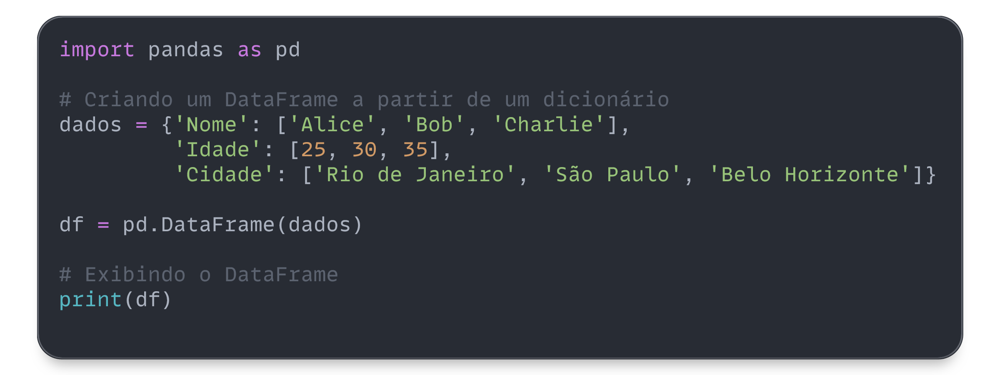 import pandas as pd
# Criando um DataFrame a partir de um dicionário
dados = {'Nome': ['Alice', 'Bob', 'Charlie'],
         'Idade': [25, 30, 35],
         'Cidade': ['Rio de Janeiro', 'São Paulo', 'Belo Horizonte']}
df = pd.DataFrame(dados)
# Exibindo o DataFrame
print(df)